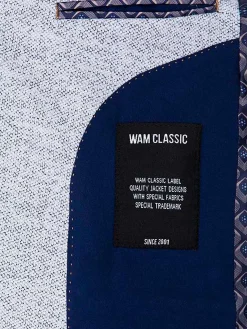 WAM CLASSIC
WAM CLASSIC LABEL
QUALITY JACKET DESIGNS
WITH SPECIAL FABRICS
SPECIAL TRADEMARK
SINCE 2001